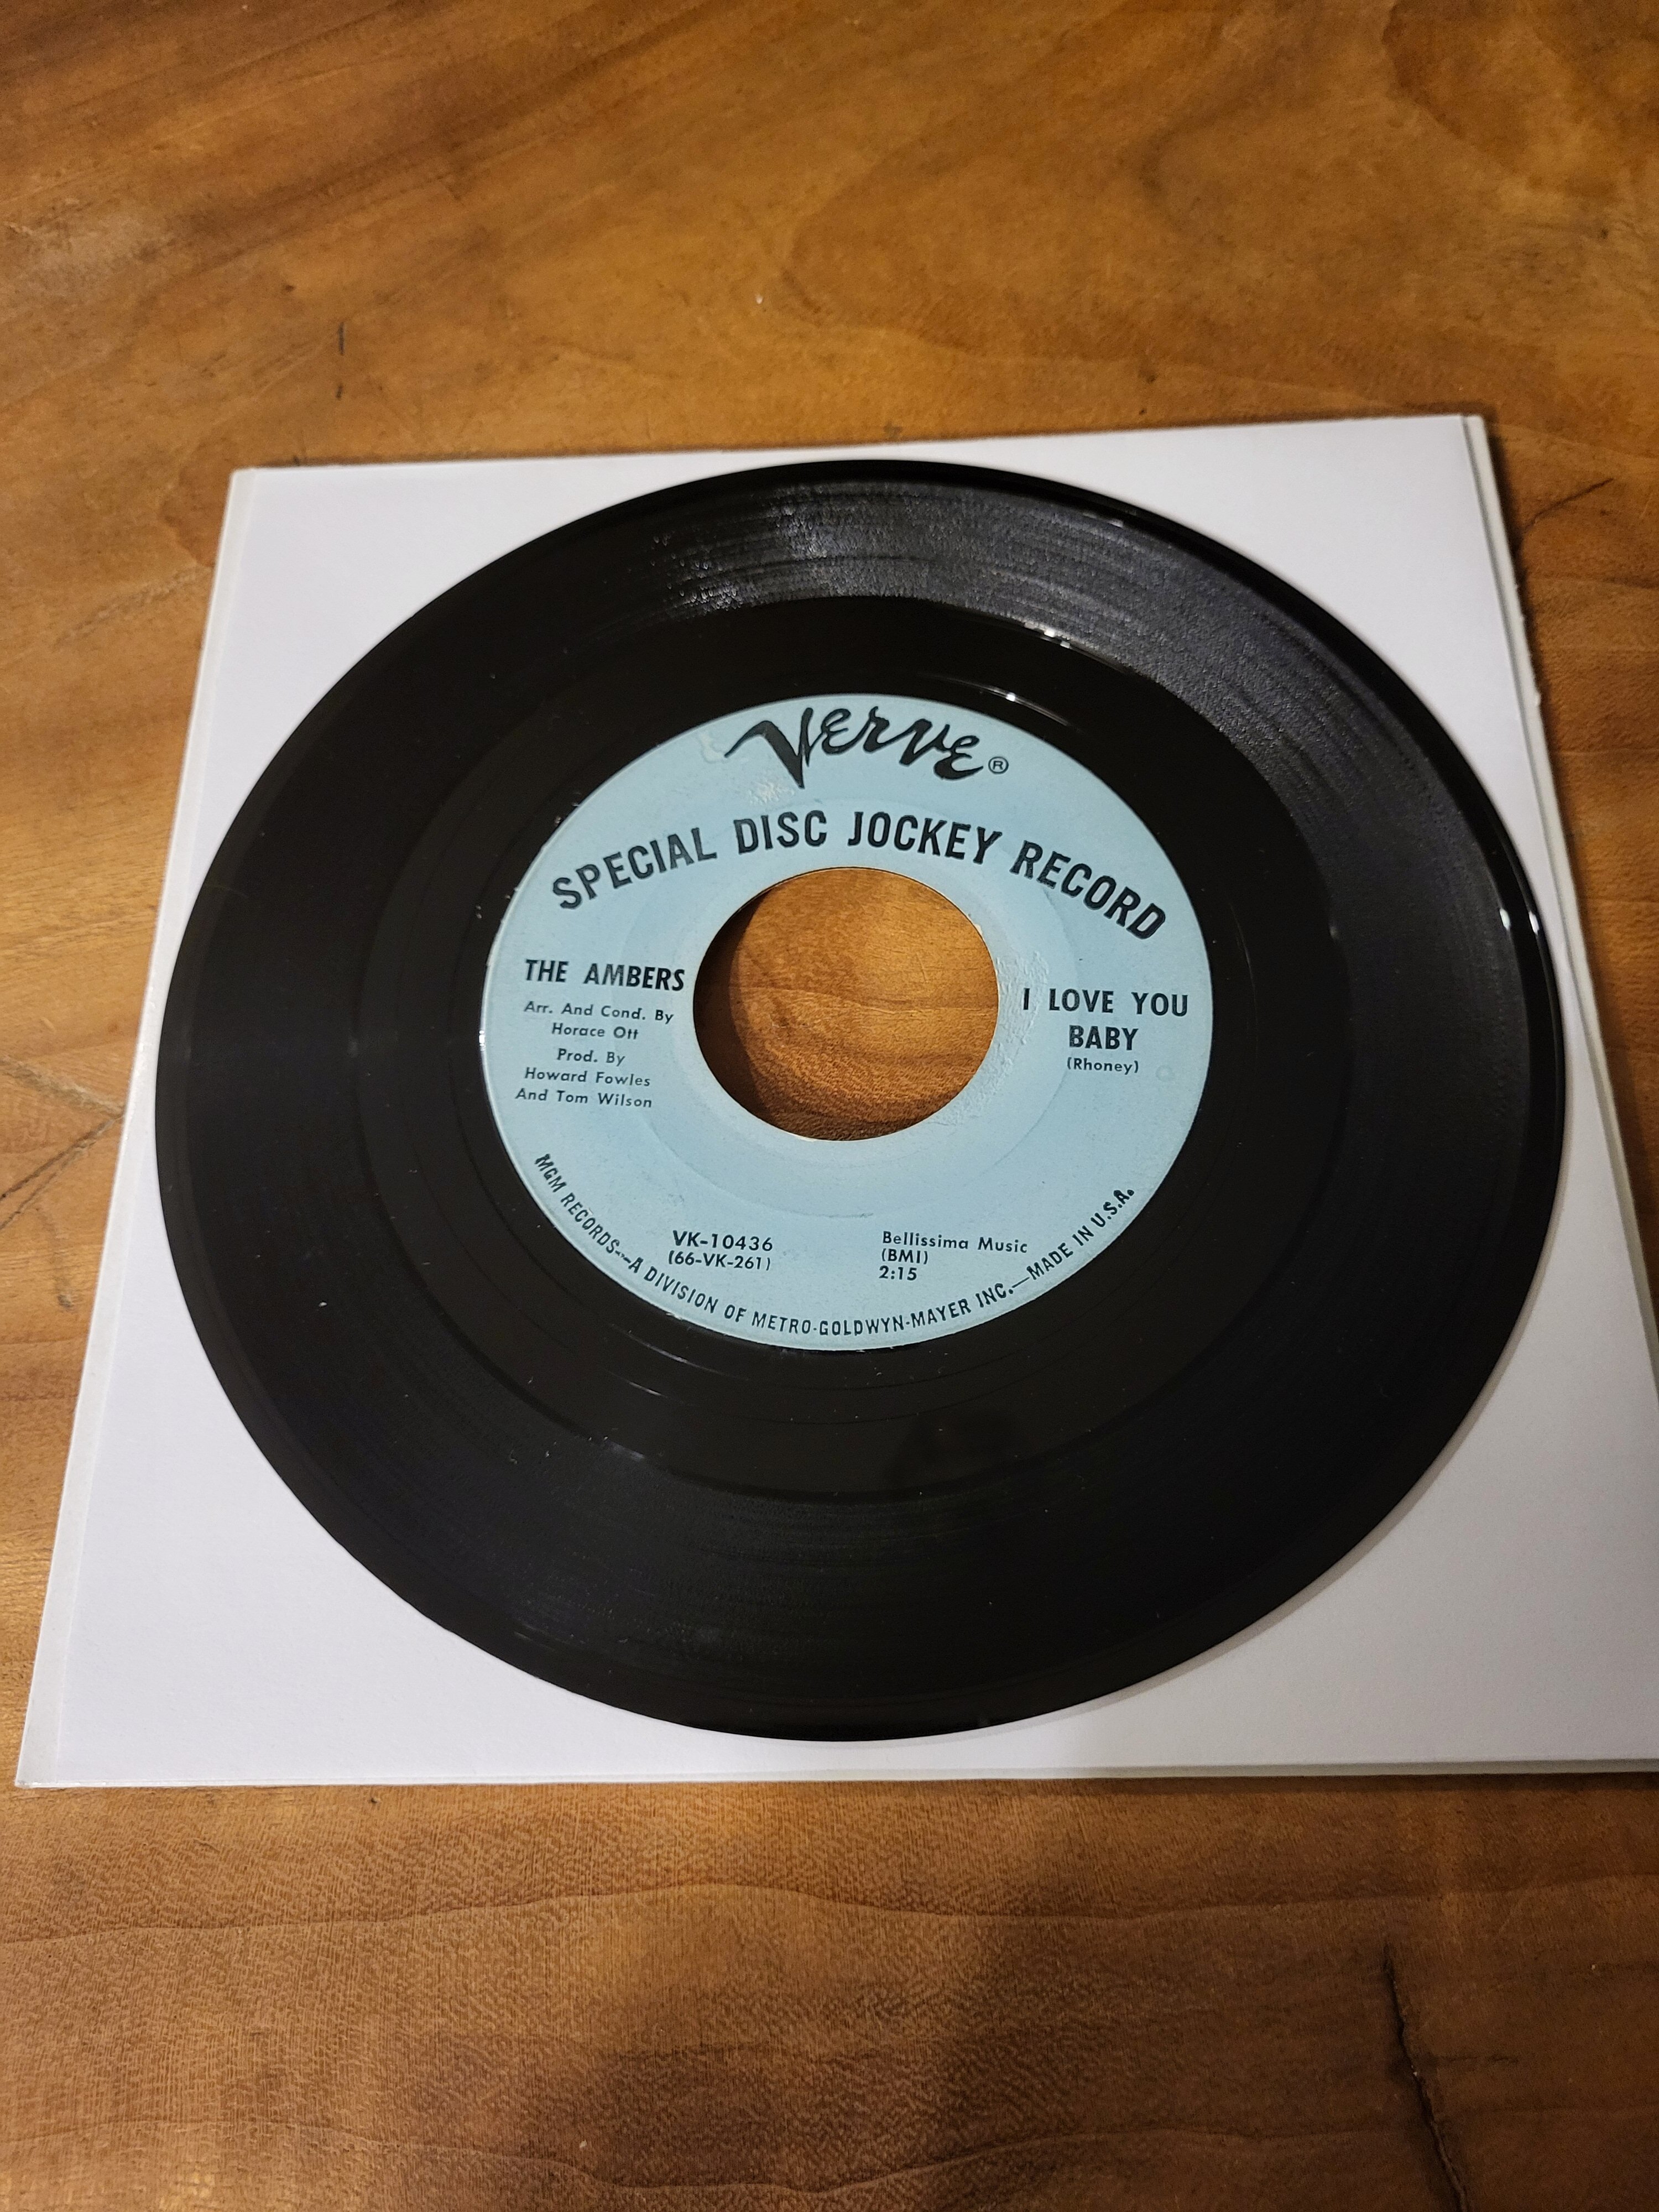 Verve®
SPECIAL DISC JOCKEY RECORD
THE AMBERS
Arr. And Cond. By
Horace Ott
Prod. By
Howard Fowles
And Tom Wilson
I LOVE YOU
BABY
(Rhoney)
VK-10436
(66-VK-261)
Bellissima Music
(BMI)
2:15
MGM RECORDS—A DIVISION OF METRO-GOLDWYN-MAYER INC.—MADE IN U.S.A.